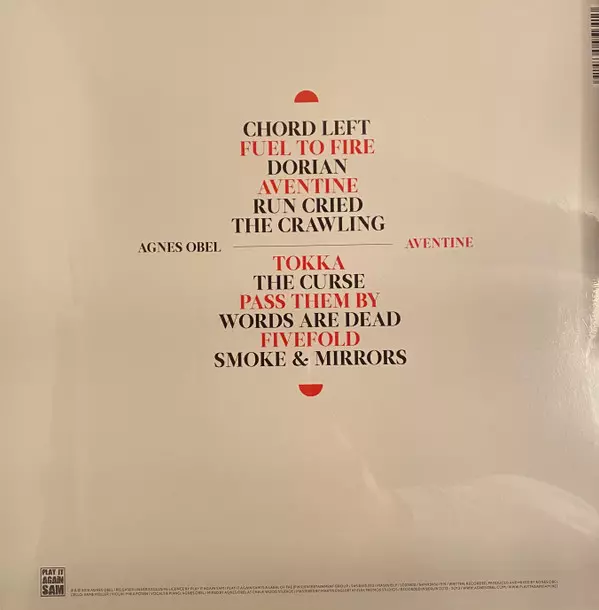 CHORD LEFT
FUEL TO FIRE
DORIAN
AVENTINE
RUN CRIED
THE CRAWLING
AGNES OBEL AVENTINE
TOKKA
THE CURSE
PASS THEM BY
WORDS ARE DEAD
FIVEFOLD
SMOKE & MIRRORS
PLAY IT
AGAIN
SAM